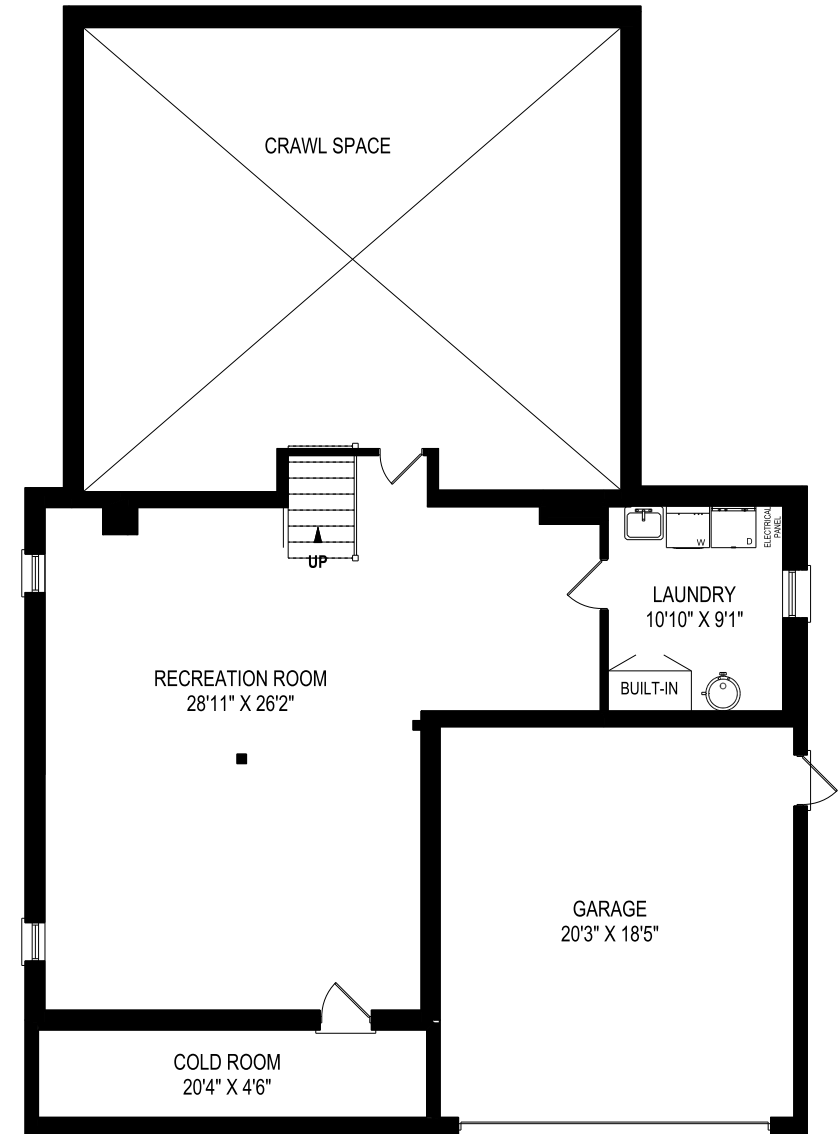 CRAWL SPACE
UP
ELECTRICAL
PANEL
W
D
LAUNDRY
10'10" X 9'1"
BUILT-IN
RECREATION ROOM
28'11" X 26'2"
GARAGE
20'3" X 18'5"
COLD ROOM
20'4" X 4'6"